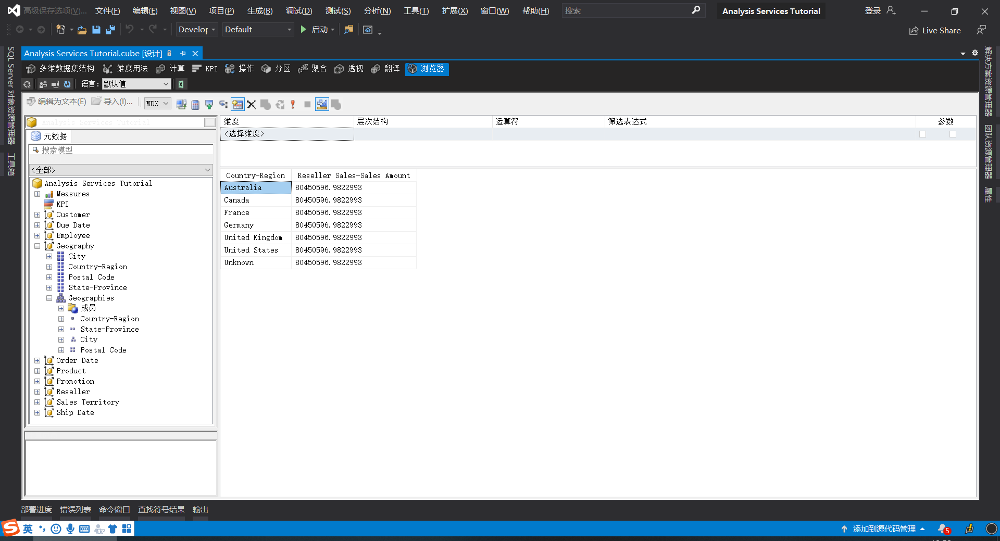 高级保存选项(V)... 文件(F) 编辑(E) 视图(V) 项目(P) 生成(B) 调试(D) 测试(S) 分析(N) 工具(T) 扩展(X) 窗口(W) 帮助(H) 搜索 Analysis Services Tutorial 登录
Develop Default 启动 Live Share
SQL Server 对象资源管理器
工具箱
Analysis Services Tutorial.cube [设计]
多维数据集结构 维度用法 计算 KPI 操作 分区 聚合 透视 翻译 浏览器
语言: 默认值
编辑为文本(E) 导入(I)... MDX
Analysis Services Tutorial
元数据
搜索模型
<全部>
Analysis Services Tutorial
Measures
KPI
Customer
Due Date
Employee
Geography
City
Country-Region
Postal Code
State-Province
Geographies
成员
Country-Region
State-Province
City
Postal Code
Order Date
Product
Promotion
Reseller
Sales Territory
Ship Date
维度 层次结构 运算符 筛选表达式 参数
<选择维度>
Country-Region Reseller Sales-Sales Amount
Australia 80450596.9822993
Canada 80450596.9822993
France 80450596.9822993
Germany 80450596.9822993
United Kingdom 80450596.9822993
United States 80450596.9822993
Unknown 80450596.9822993
解决方案资源管理器
团队资源管理器
属性
部署进度 错误列表 命令窗口 查找符号结果 输出
英 添加到源代码管理 5